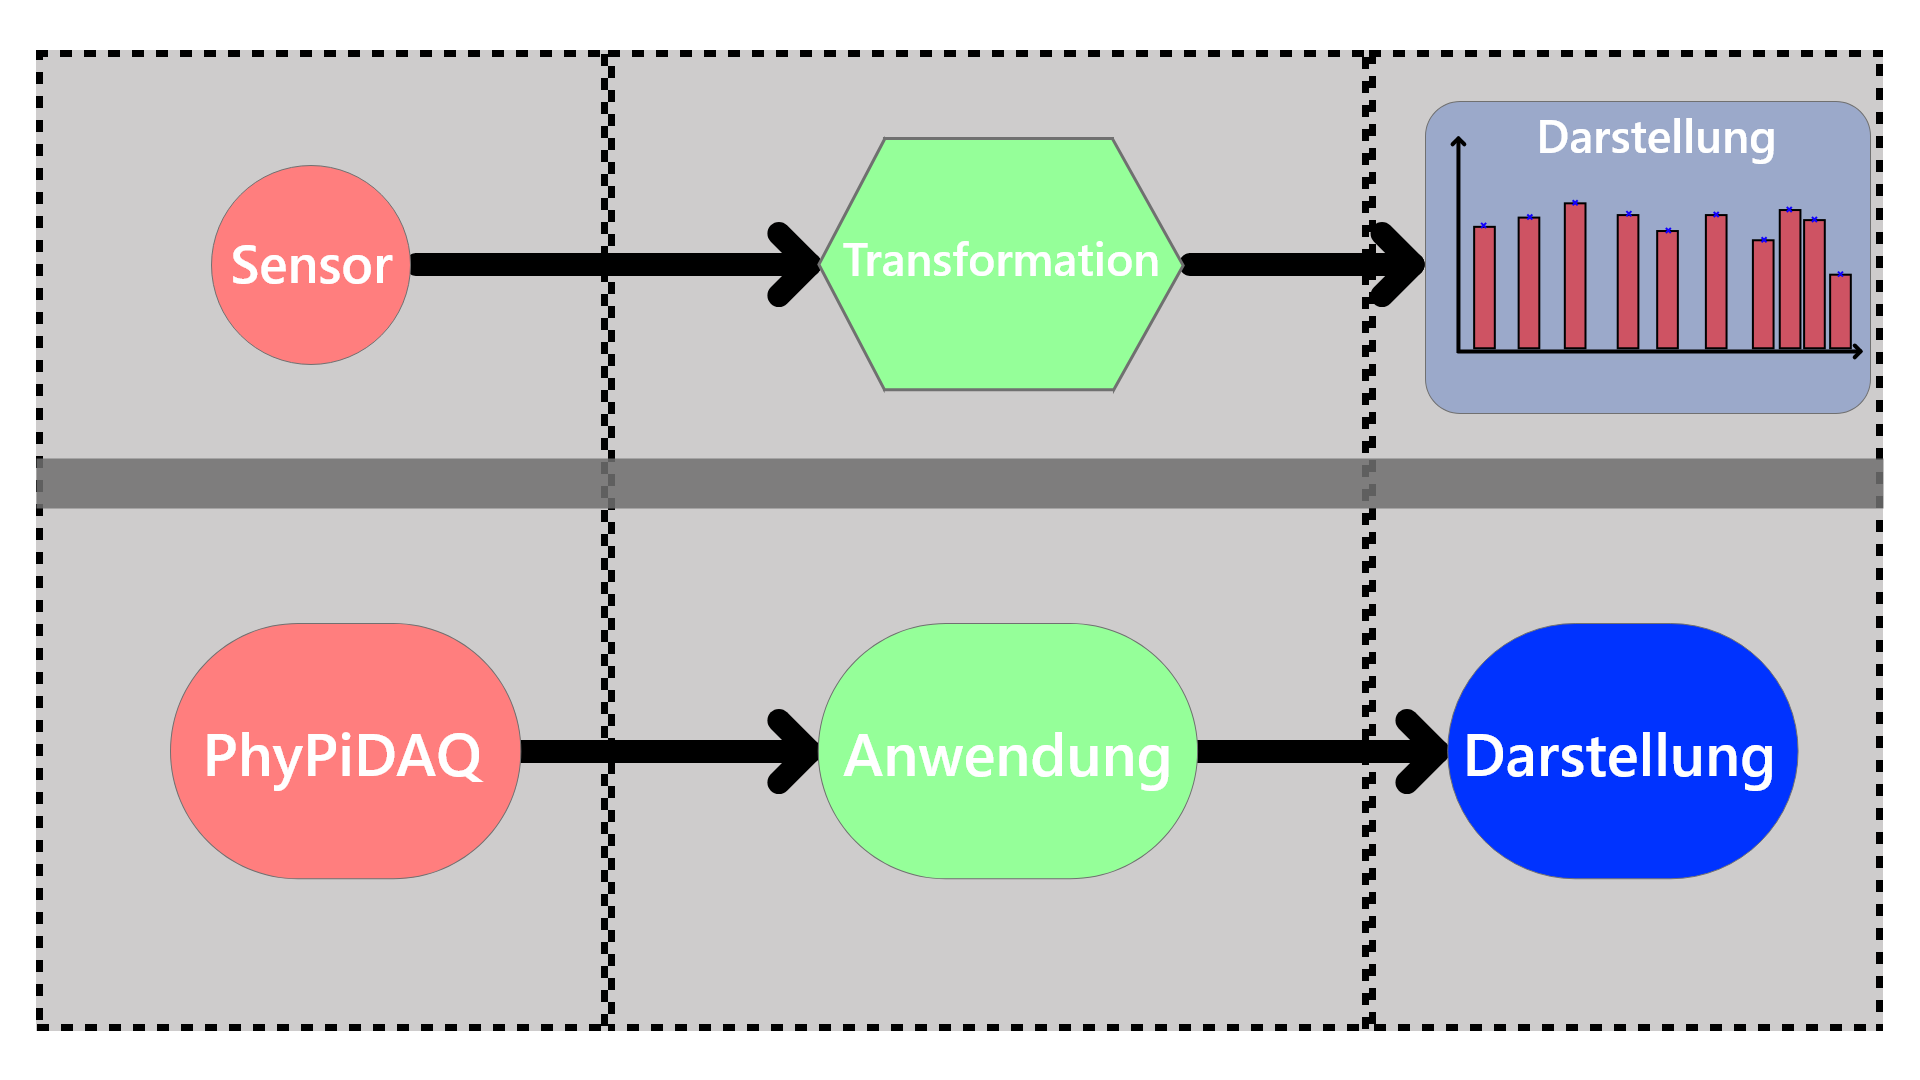 Sensor
Transformation
Darstellung
PhyPiDAQ
Anwendung
Darstellung